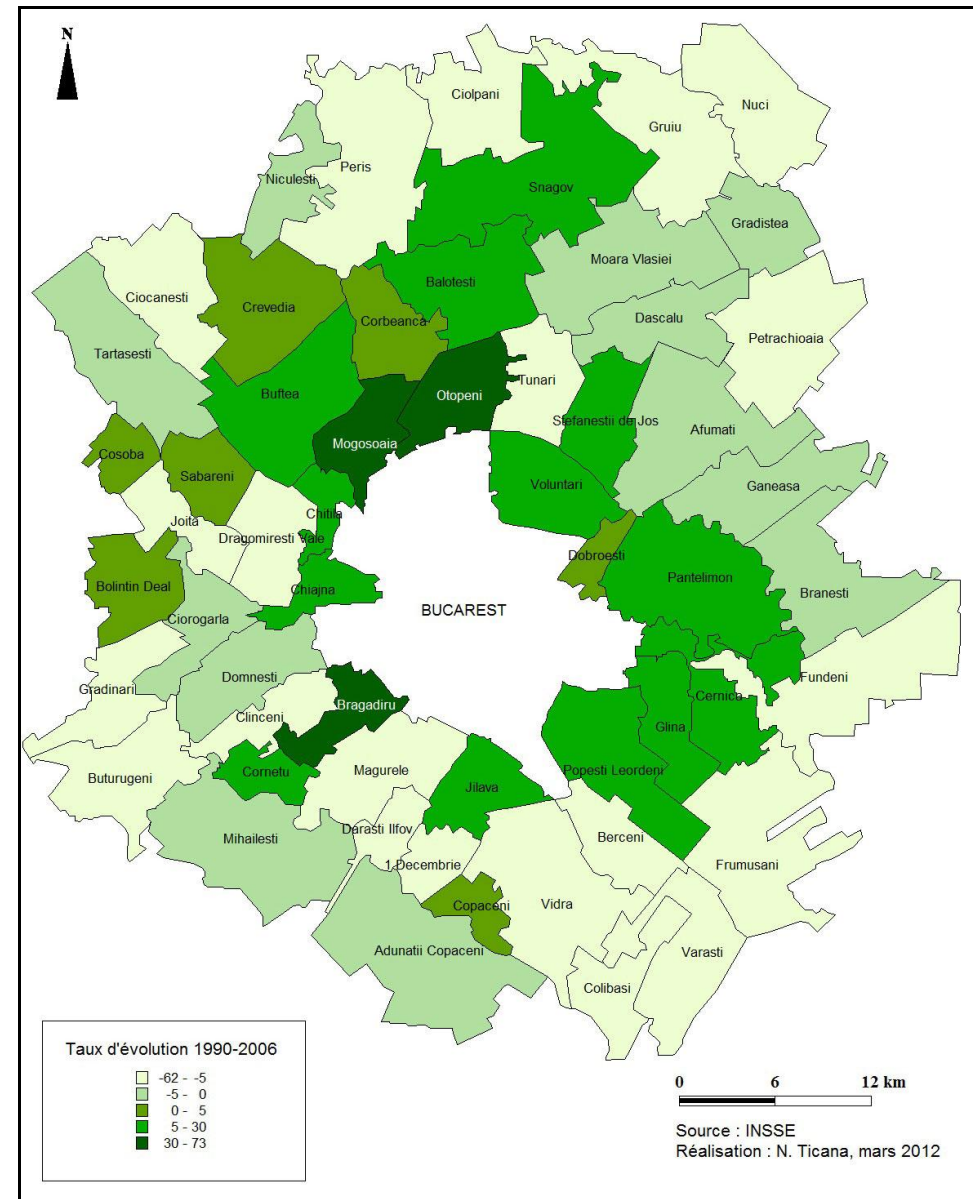 N
Ciolpani
Nuci
Gruiu
Peris
Niculesti
Snagov
Gradistea
Moara Vlasiei
Balotesti
Ciocanesti
Crevedia
Corbeanca
Dascalu
Petrachioaia
Tartasesti
Tunari
Buftea
Otopeni
Stefanestii de Jos
Afumati
Mogosoaia
Cosoba
Sabareni
Ganeasa
Voluntari
Chitila
Joita
Dragomiresti Vale
Dobroesti
Pantelimon
Bolintin Deal
Chiajna
Branesti
BUCAREST
Ciorogarla
Domnesti
Fundeni
Gradinari
Bragadiru
Cernica
Clinceni
Glina
Buturugeni
Cornetu
Magurele
Popesti Leordeni
Jilava
Mihailesti
Darasti Ilfov
Berceni
1 Decembrie
Frumusani
Copaceni
Vidra
Adunatii Copaceni
Varasti
Colibasi
Taux d'évolution 1990-2006
-62 - -5
-5 - 0
0 - 5
5 - 30
30 - 73
0 6 12 km
Source : INSSE
Réalisation : N. Ticana, mars 2012